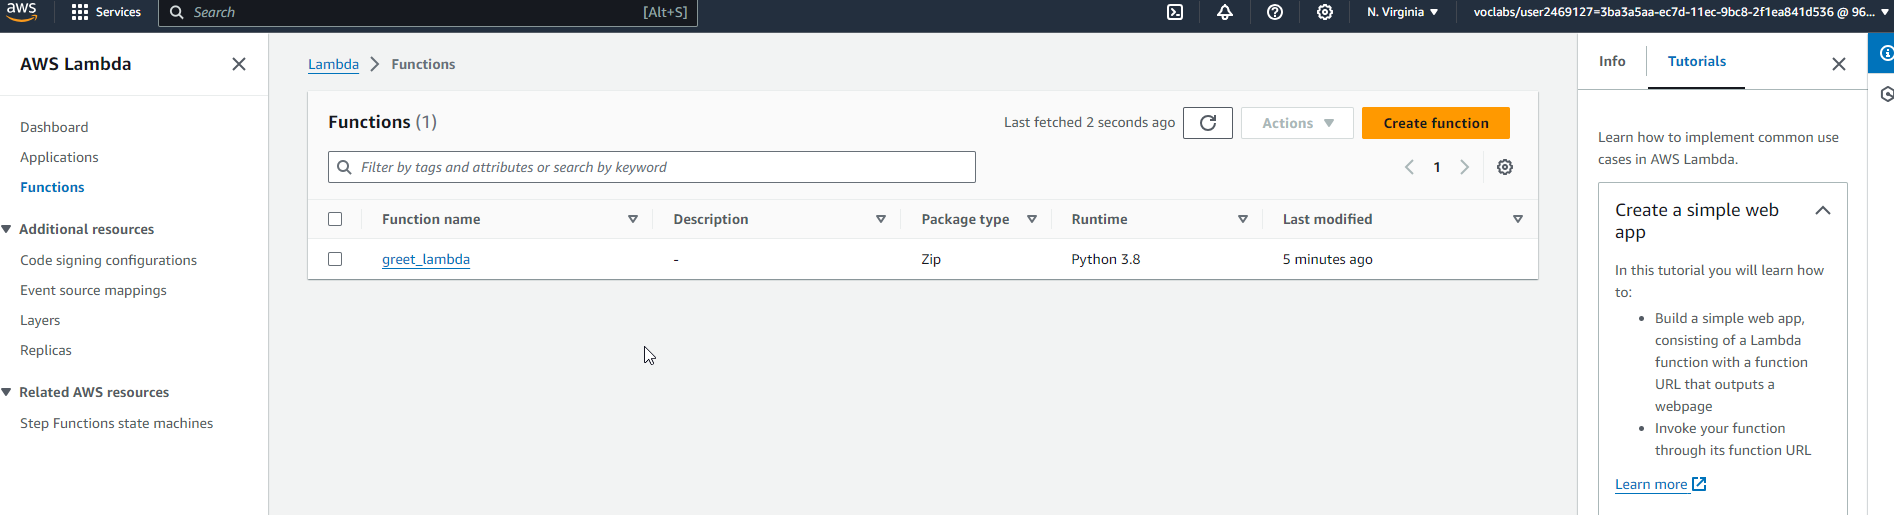 aws
Services
Search
[Alt+S]
N. Virginia
voclabs/user2469127=3ba3a5aa-ec7d-11ec-9bc8-2f1ea841d536 @ 96...
AWS Lambda
Dashboard
Applications
Functions
Additional resources
Code signing configurations
Event source mappings
Layers
Replicas
Related AWS resources
Step Functions state machines
Lambda
Functions
Functions (1)
Last fetched 2 seconds ago
Actions
Create function
Filter by tags and attributes or search by keyword
1
Function name Description Package type Runtime Last modified
greet_lambda - Zip Python 3.8 5 minutes ago
Info
Tutorials
Learn how to implement common use
cases in AWS Lambda.
Create a simple web
app
In this tutorial you will learn how
to:
• Build a simple web app,
consisting of a Lambda
function with a function
URL that outputs a
webpage
• Invoke your function
through its function URL
Learn more